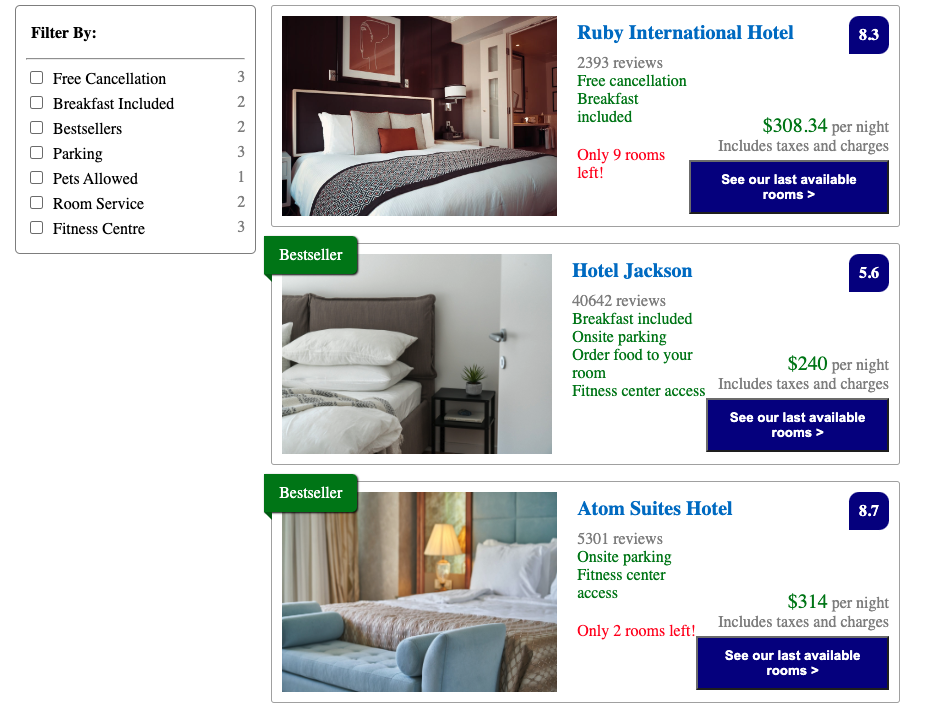 Filter By:
Free Cancellation 3
Breakfast Included 2
Bestsellers 2
Parking 3
Pets Allowed 1
Room Service 2
Fitness Centre 3
Ruby International Hotel
8.3
2393 reviews
Free cancellation
Breakfast
included
$308.34 per night
Includes taxes and charges
Only 9 rooms
left!
See our last available
rooms >
Bestseller
Hotel Jackson
5.6
40642 reviews
Breakfast included
Onsite parking
Order food to your
room
Fitness center access
$240 per night
Includes taxes and charges
See our last available
rooms >
Bestseller
Atom Suites Hotel
8.7
5301 reviews
Onsite parking
Fitness center
access
$314 per night
Includes taxes and charges
Only 2 rooms left!
See our last available
rooms >